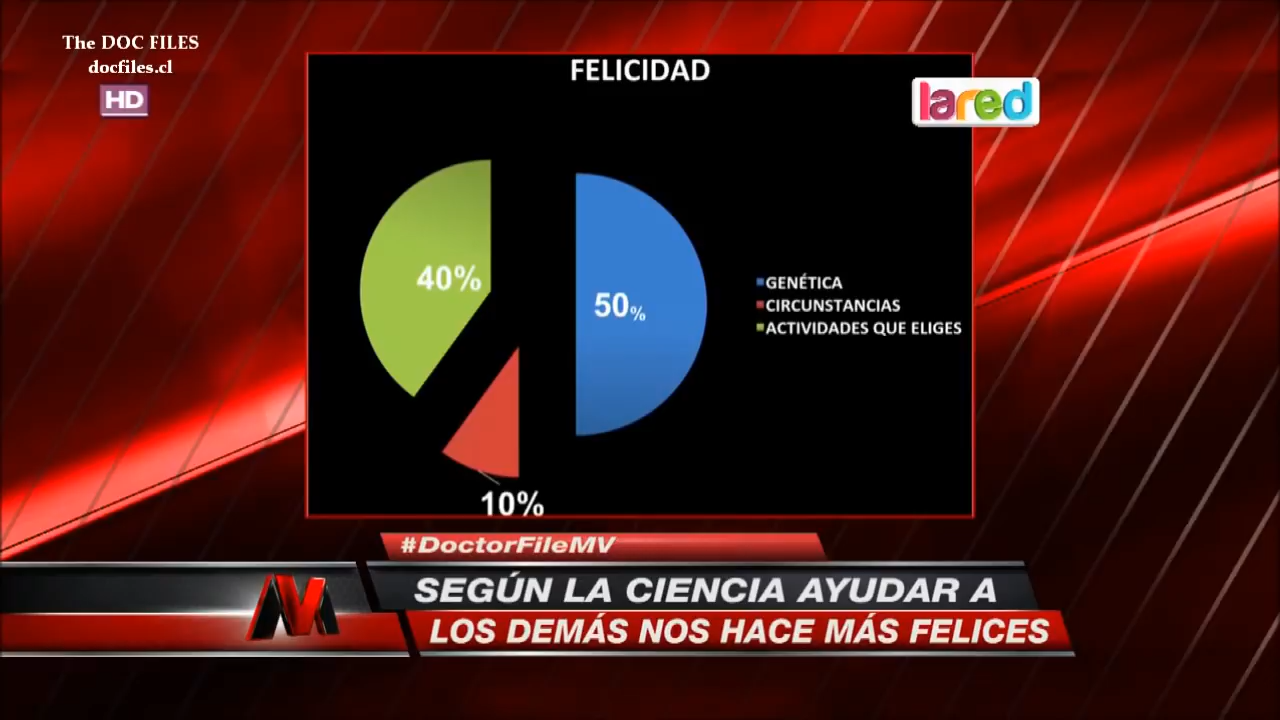 The DOC FILES
docfiles.cl
HD
FELICIDAD
lared
40%
50%
GENÉTICA
CIRCUNSTANCIAS
ACTIVIDADES QUE ELIGES
10%
#DoctorFileMV
SEGÚN LA CIENCIA AYUDAR A
LOS DEMÁS NOS HACE MÁS FELICES